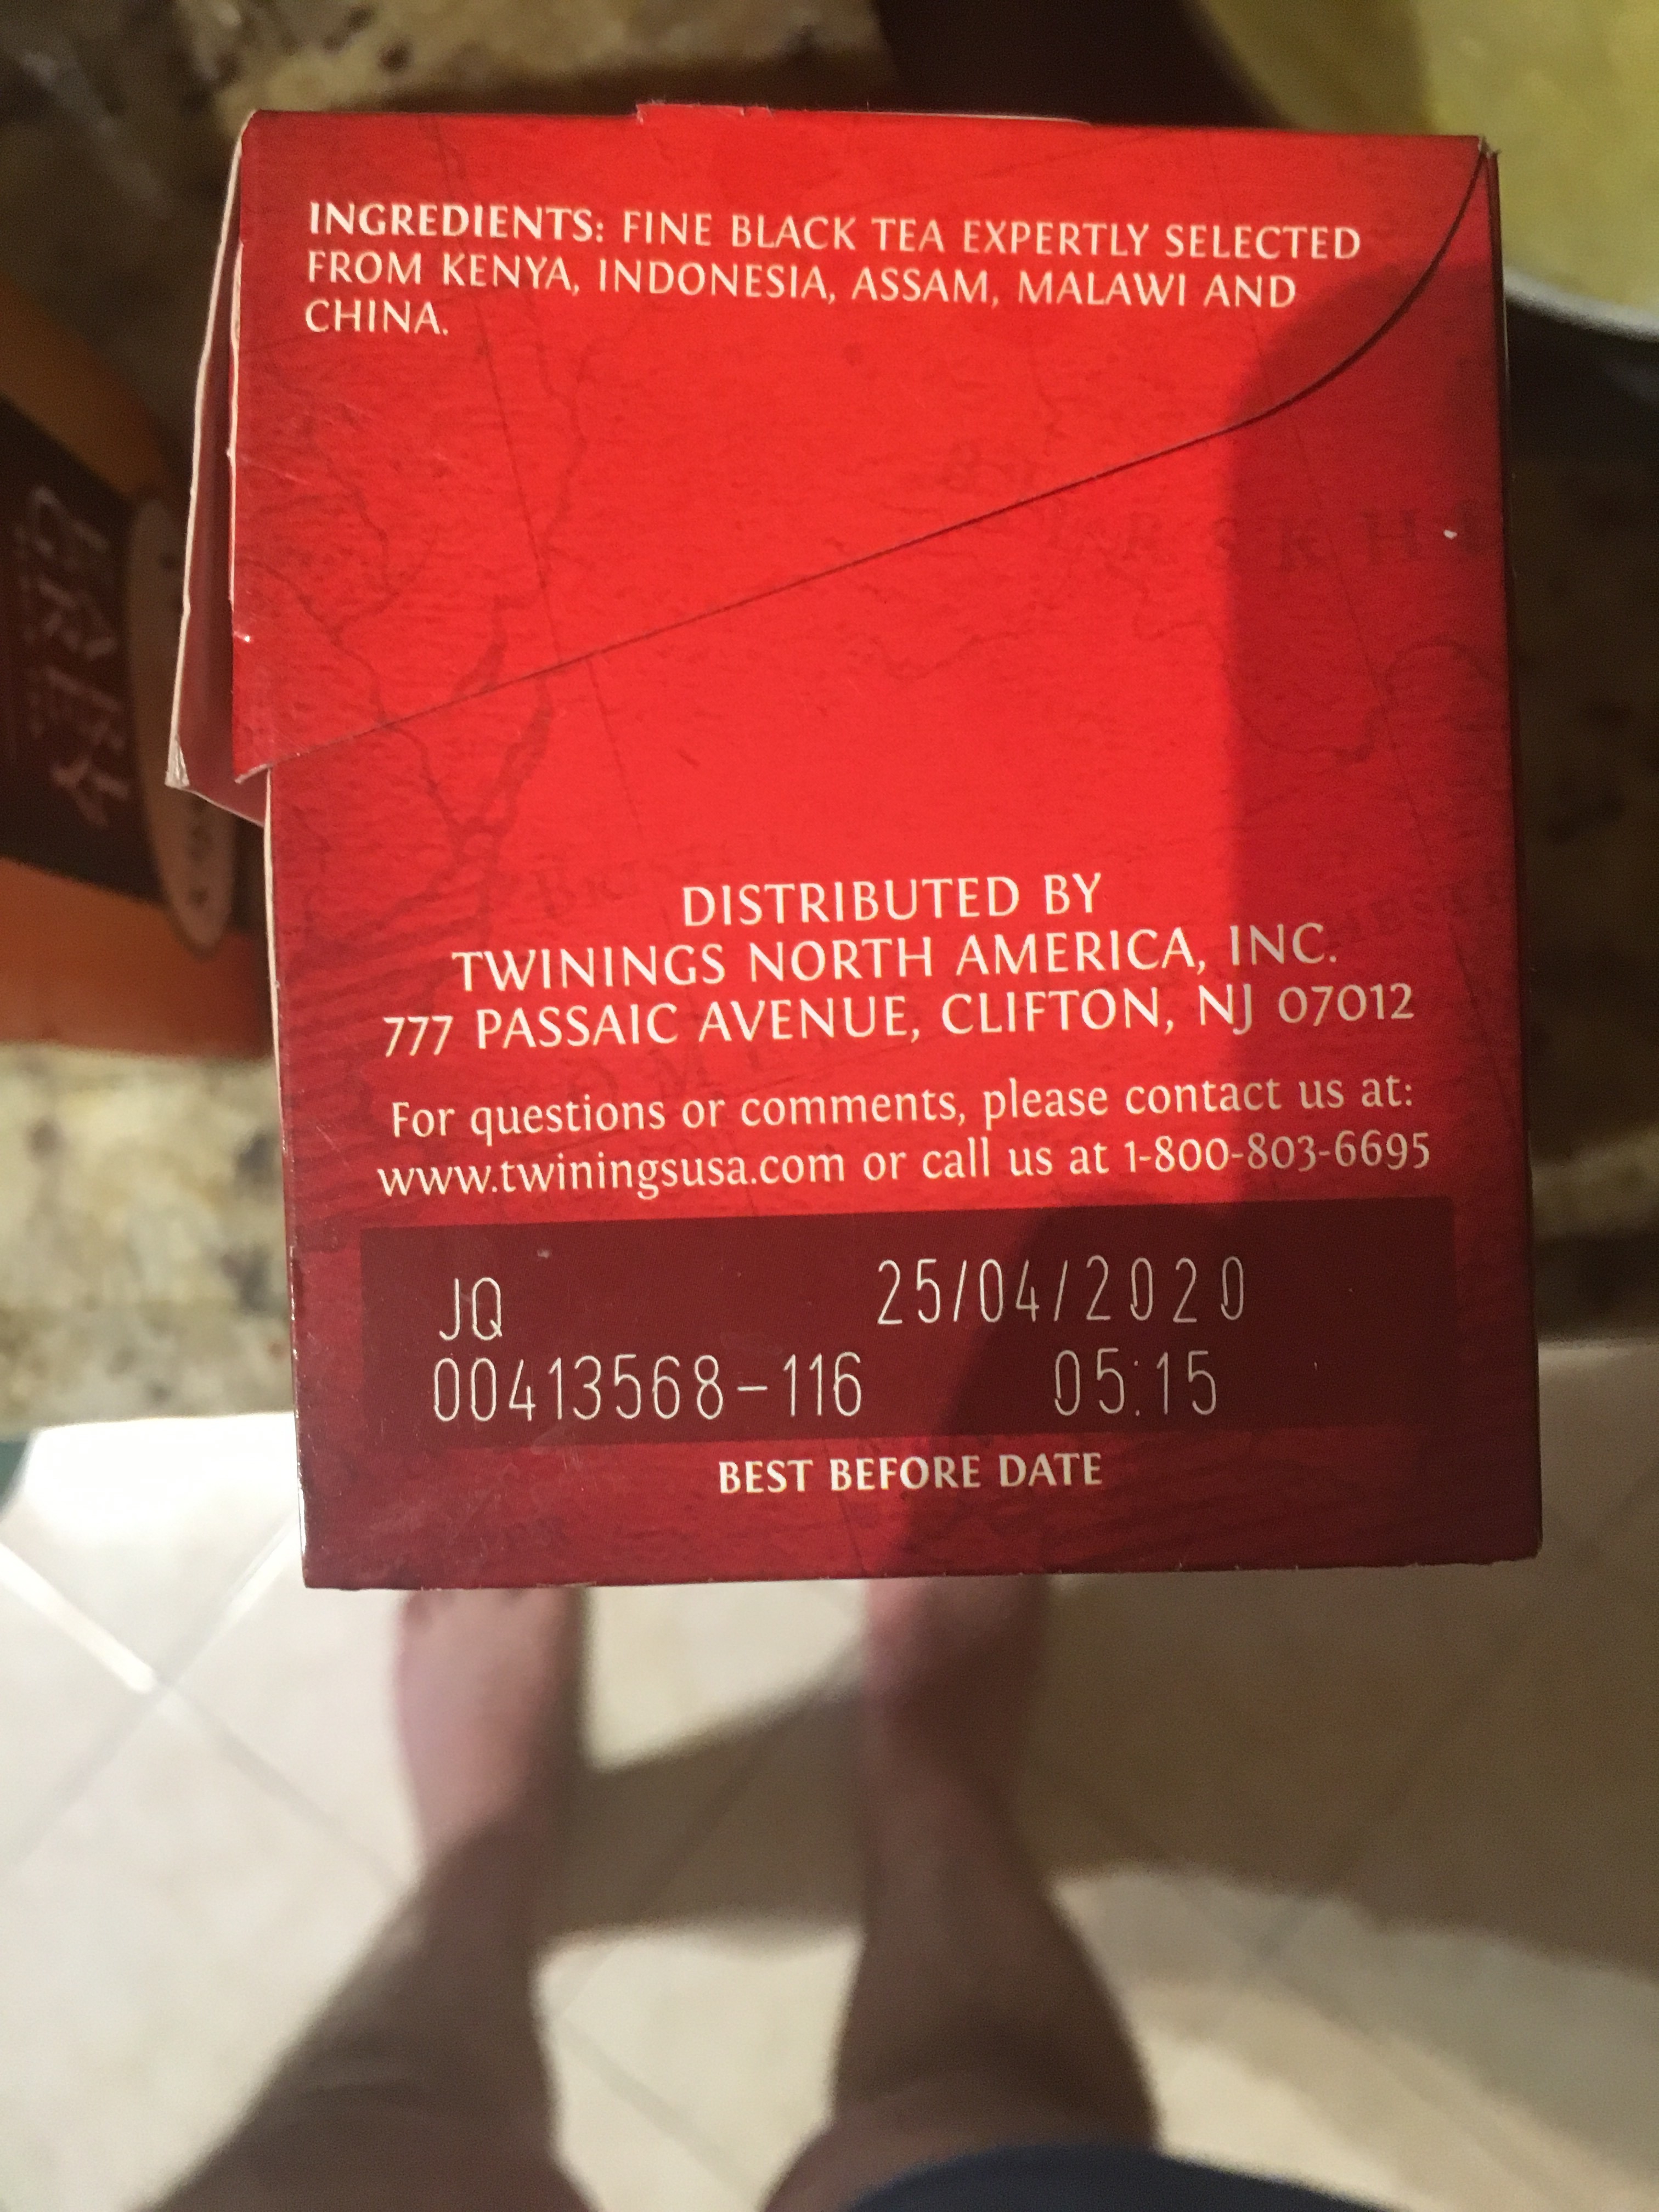 INGREDIENTS: FINE BLACK TEA EXPERTLY SELECTED
FROM KENYA, INDONESIA, ASSAM, MALAWI AND
CHINA.
DISTRIBUTED BY
TWININGS NORTH AMERICA, INC.
777 PASSAIC AVENUE, CLIFTON, NJ 07012
For questions or comments, please contact us at:
www.twiningsusa.com or call us at 1-800-803-6695
JQ 25/04/2020
00413568-116 05:15
BEST BEFORE DATE